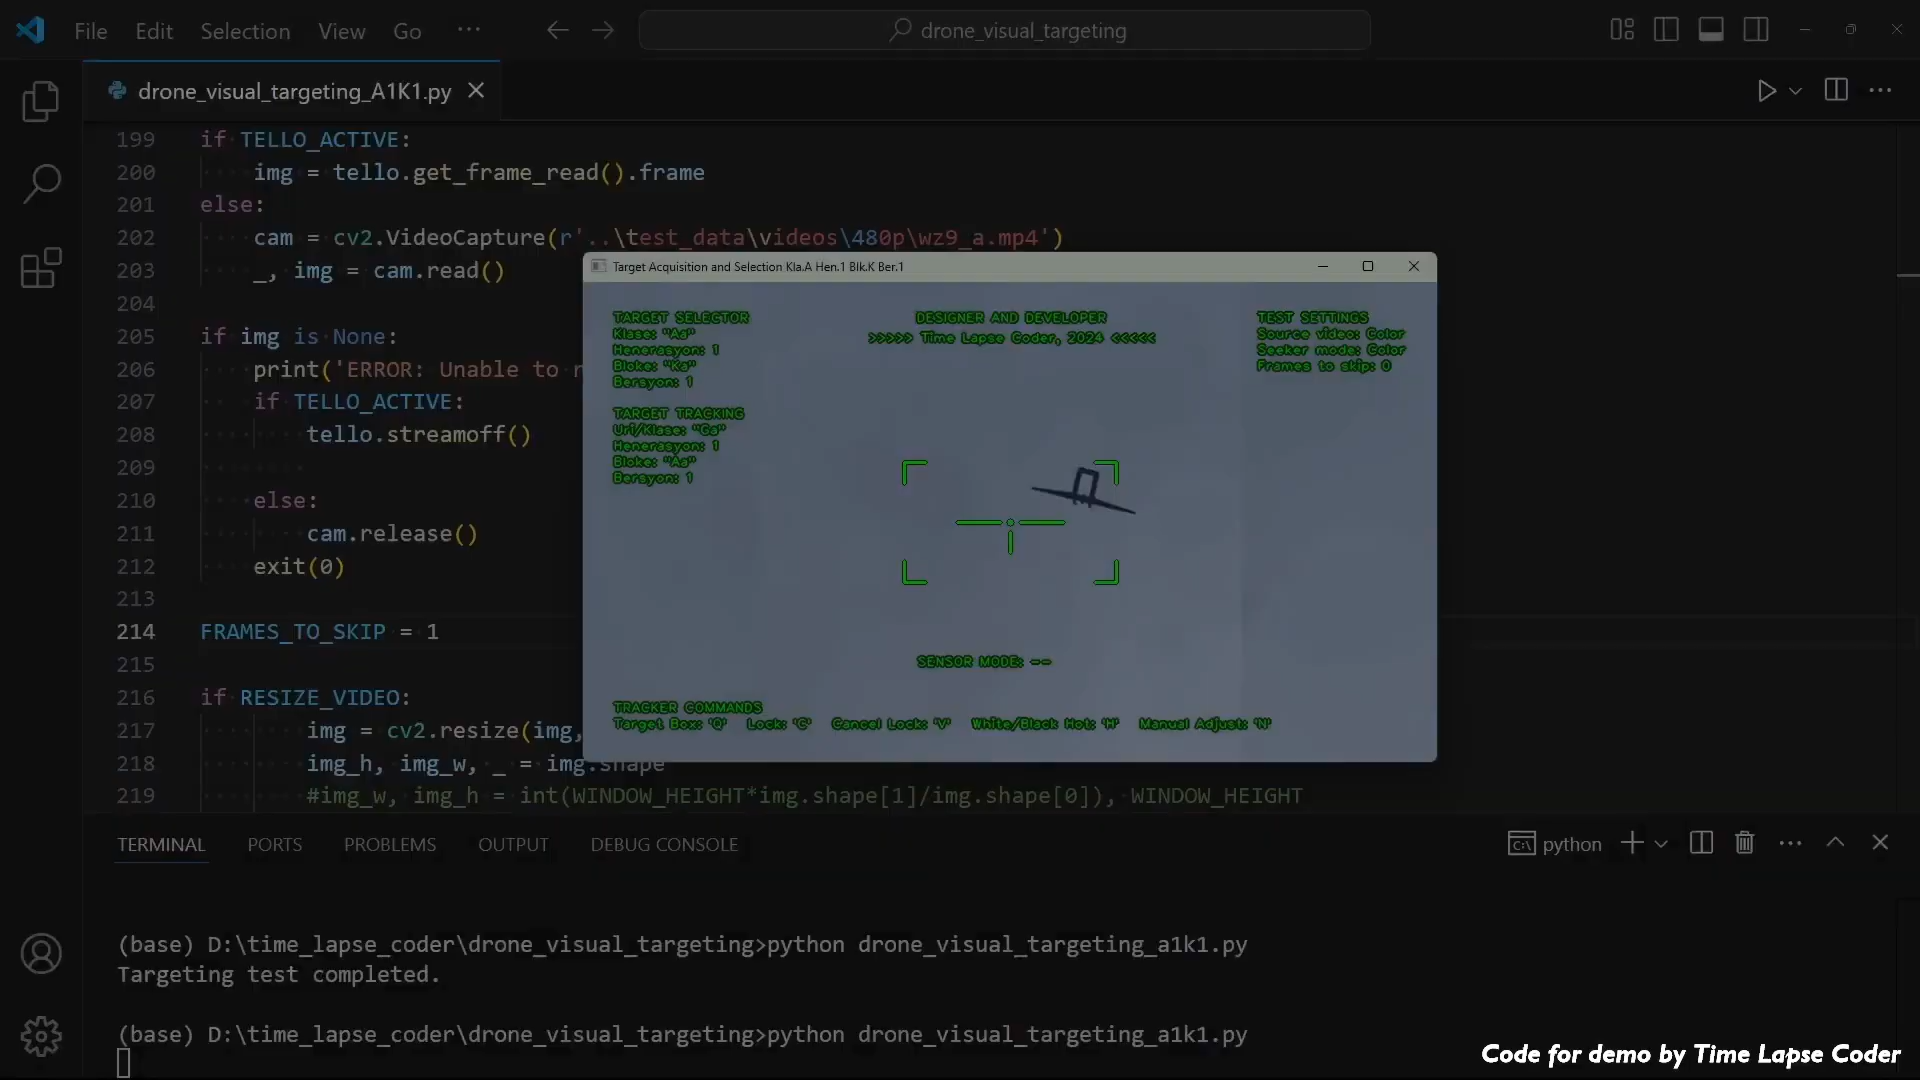 File Edit Selection View Go ···
drone_visual_targeting
drone_visual_targeting_A1K1.py
199 if TELLO_ACTIVE:
200 img = tello.get_frame_read().frame
201 else:
202 cam = cv2.VideoCapture(r'..\test_data\videos\480p\wz9_a.mp4')
203 _, img = cam.read()
204
205 if img is None:
206 print('ERROR: Unable to r
207 if TELLO_ACTIVE:
208 tello.streamoff()
209
210 else:
211 cam.release()
212 exit(0)
213
214 FRAMES_TO_SKIP = 1
215
216 if RESIZE_VIDEO:
217 img = cv2.resize(img,
218 img_h, img_w, _ = img.shape
219 #img_w, img_h = int(WINDOW_HEIGHT*img.shape[1]/img.shape[0]), WINDOW_HEIGHT
Target Acquisition and Selection Kla.A Hen.1 Blk.K Ber.1
TARGET SELECTOR
Klase: "Aa"
Henerasyon: 1
Bloke: "Ka"
Bersyon: 1
TARGET TRACKING
Uri/Klase: "Ga"
Henerasyon: 1
Bloke: "Aa"
Bersyon: 1
DESIGNER AND DEVELOPER
>>>>> Time Lapse Coder, 2024 <<<<<
TEST SETTINGS
Source video: Color
Seeker mode: Color
Frames to skip: 0
SENSOR MODE: --
TRACKER COMMANDS
Target Box: 'Q' Lock: 'C' Cancel Lock: 'V' White/Black Hot: 'H' Manual Adjust: 'N'
TERMINAL PORTS PROBLEMS OUTPUT DEBUG CONSOLE
python
(base) D:\time_lapse_coder\drone_visual_targeting>python drone_visual_targeting_a1k1.py
Targeting test completed.
(base) D:\time_lapse_coder\drone_visual_targeting>python drone_visual_targeting_a1k1.py
Code for demo by Time Lapse Coder